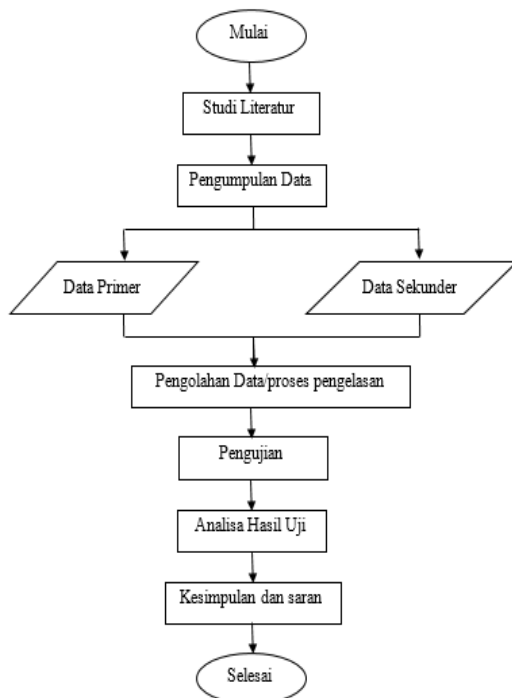 Mulai
Studi Literatur
Pengumpulan Data
Data Primer
Data Sekunder
Pengolahan Data/proses pengelasan
Pengujian
Analisa Hasil Uji
Kesimpulan dan saran
Selesai